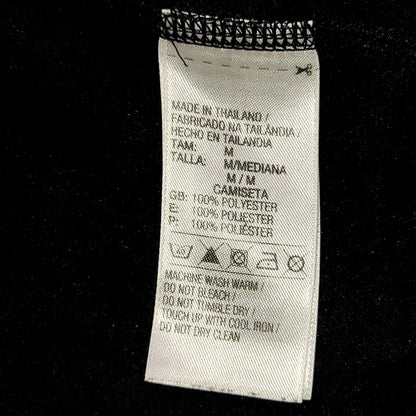 MADE IN THAILAND /
FABRICADO NA TAILÂNDIA /
HECHO EN TAILANDIA
TAM: M
TALLA: M/MEDIANA
M / M
CAMISETA
GB: 100% POLYESTER
E: 100% POLIESTER
P: 100% POLIÉSTER
MACHINE WASH WARM /
DO NOT BLEACH /
DO NOT TUMBLE DRY /
TOUCH UP WITH COOL IRON /
DO NOT DRY CLEAN